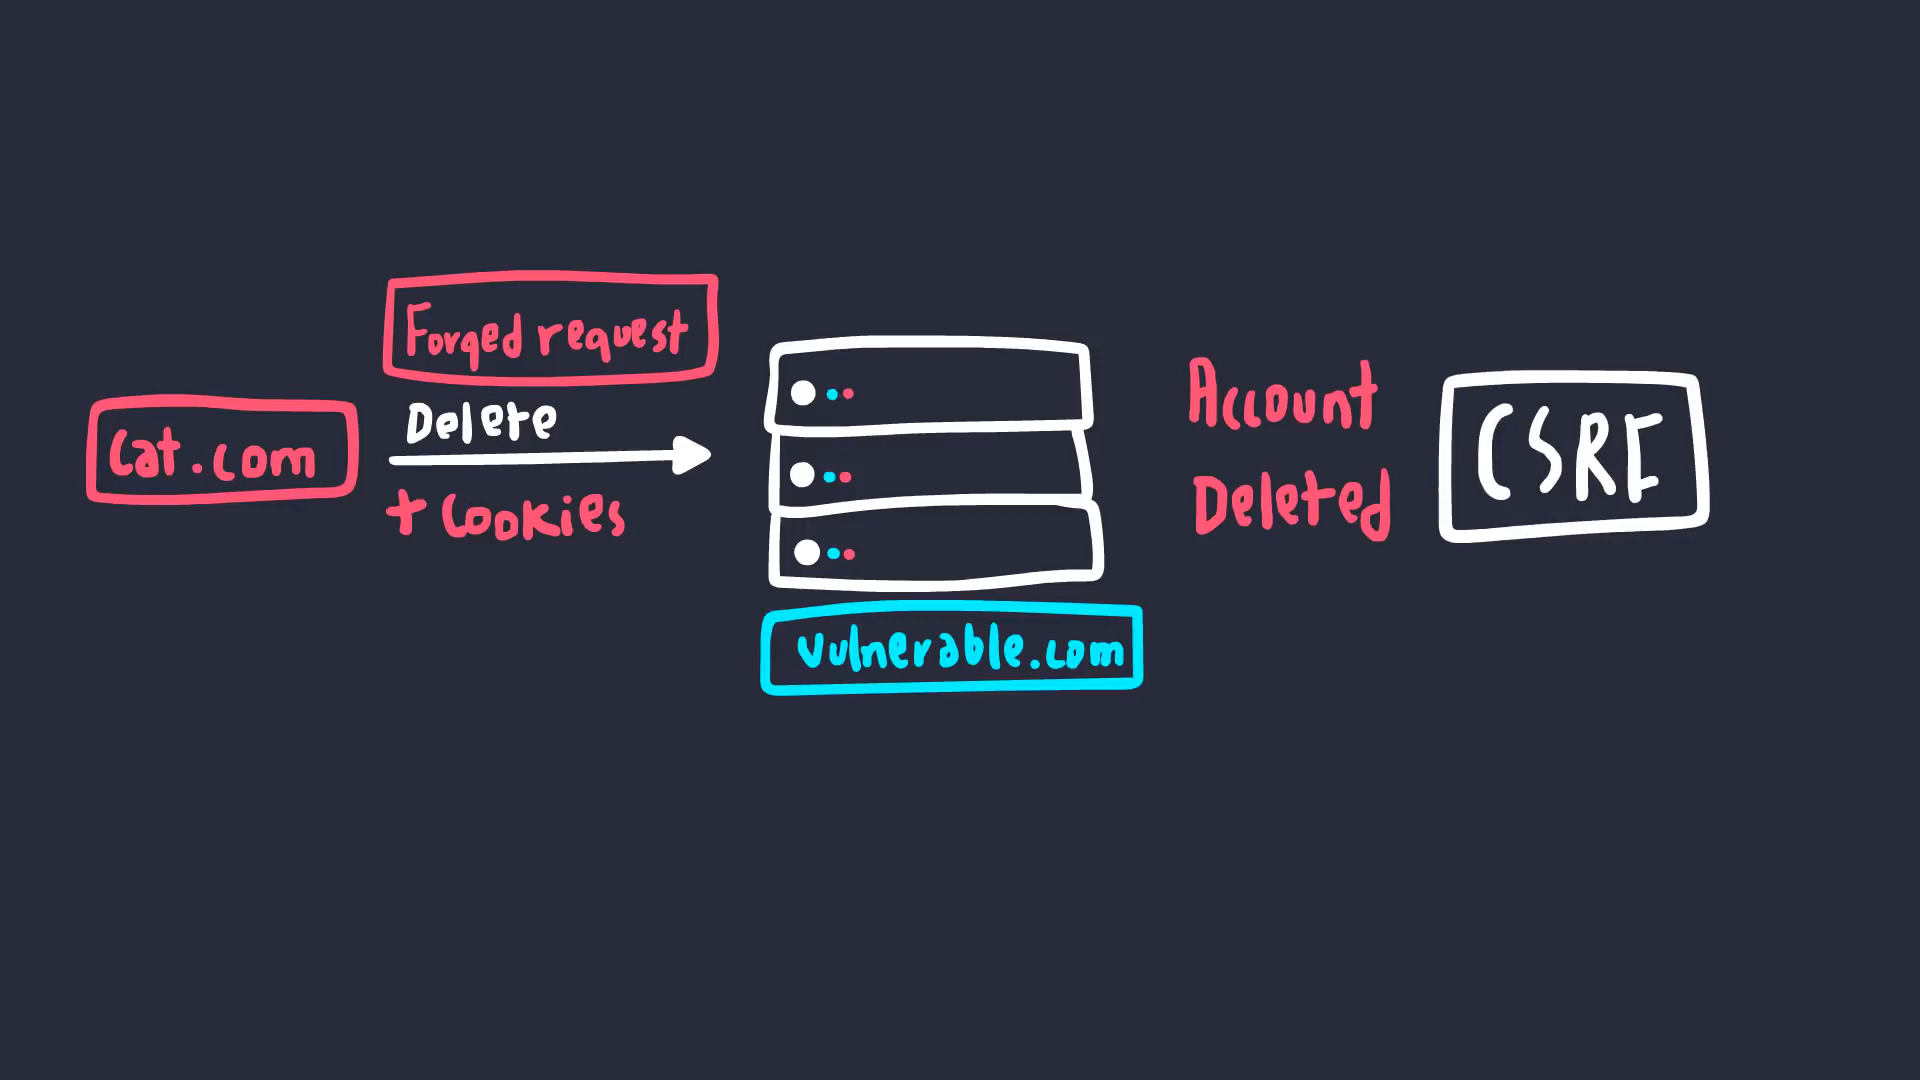 Forged request
Cat.com
Delete
+ Cookies
Vulnerable.com
Account
Deleted
CSRF